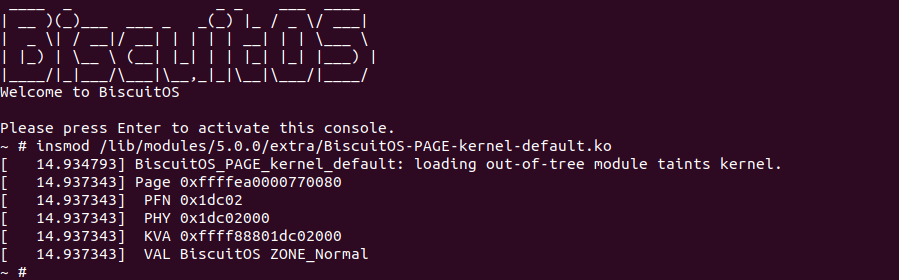 BiscuitOS
Welcome to BiscuitOS
Please press Enter to activate this console.
~ # insmod /lib/modules/5.0.0/extra/BiscuitOS-PAGE-kernel-default.ko
[   14.934793] BiscuitOS_PAGE_kernel_default: loading out-of-tree module taints kernel.
[   14.937343] Page 0xffffea0000770080
[   14.937343]  PFN 0x1dc02
[   14.937343]  PHY 0x1dc02000
[   14.937343]  KVA 0xffff88801dc02000
[   14.937343]  VAL BiscuitOS ZONE_Normal
~ #